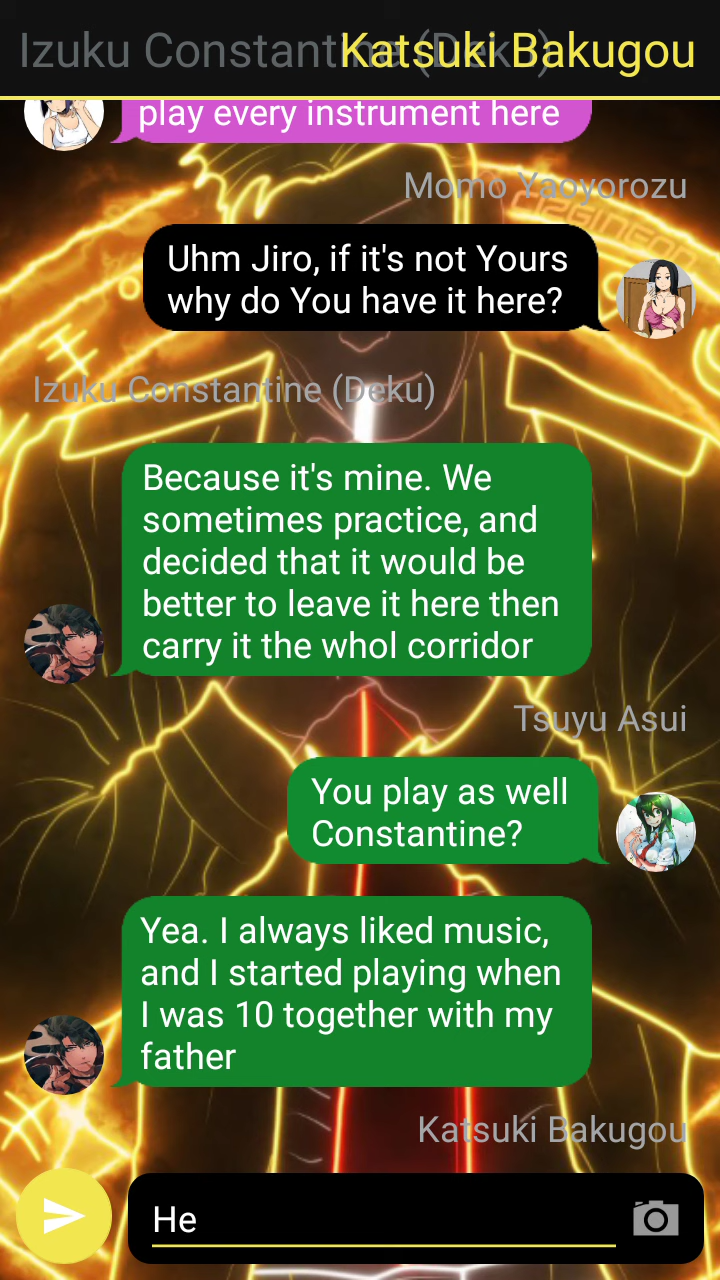 Izuku Constantine (Deku)
Katsuki Bakugou
play every instrument here
Momo Yaoyorozu
Uhm Jiro, if it's not Yours
why do You have it here?
Izuku Constantine (Deku)
Because it's mine. We
sometimes practice, and
decided that it would be
better to leave it here then
carry it the whol corridor
Tsuyu Asui
You play as well
Constantine?
Yea. I always liked music,
and I started playing when
I was 10 together with my
father
Katsuki Bakugou
He